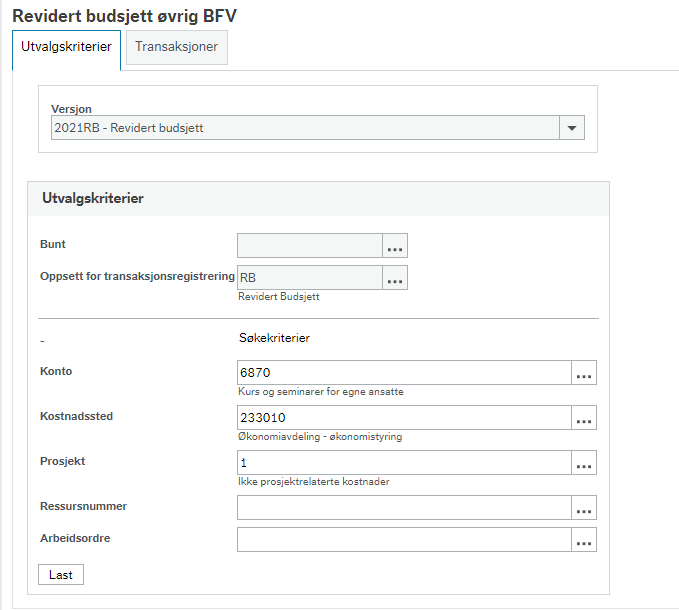 Revidert budsjett øvrig BFV
Utvalgskriterier
Transaksjoner
Versjon
2021RB - Revidert budsjett
Utvalgskriterier
Bunt
...
Oppsett for transaksjonsregistrering
RB
...
Revidert Budsjett
-
Søkekriterier
Konto
6870
...
Kurs og seminarer for egne ansatte
Kostnadssted
233010
...
Økonomiavdeling - økonomistyring
Prosjekt
1
...
Ikke prosjektrelaterte kostnader
Ressursnummer
...
Arbeidsordre
...
Last